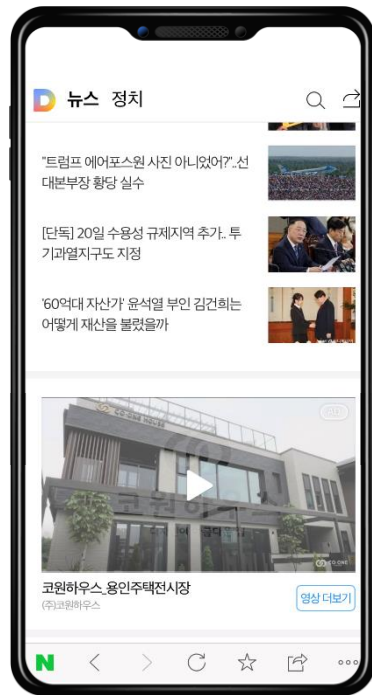 뉴스 정치
"트럼프 에어포스원 사진 아니었어?"..선
대본부장 황당 실수
[단독] 20일 수용성 규제지역 추가.. 투
기과열지구도 지정
'60억대 자산가' 윤석열 부인 김건희는
어떻게 재산을 불렸을까
코원하우스
코원하우스_용인주택전시장
(주)코원하우스
영상 더보기
N